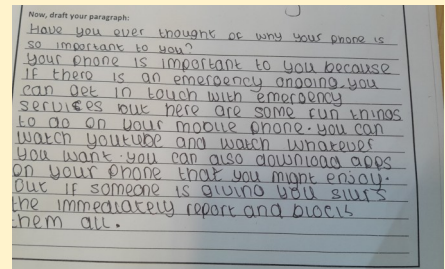 Now, draft your paragraph:
Have you ever thought of why your phone is
so important to you?
your phone is important to you because
if there is an emergency ongoing. you
can get in touch with emergency
services but here are some fun things
to do on your mobile phone. you can
watch youtube and watch whatever
you want. you can also download apps
on your phone that you might enjoy.
but if someone is giving you slurs
the immediately report and block
them all.